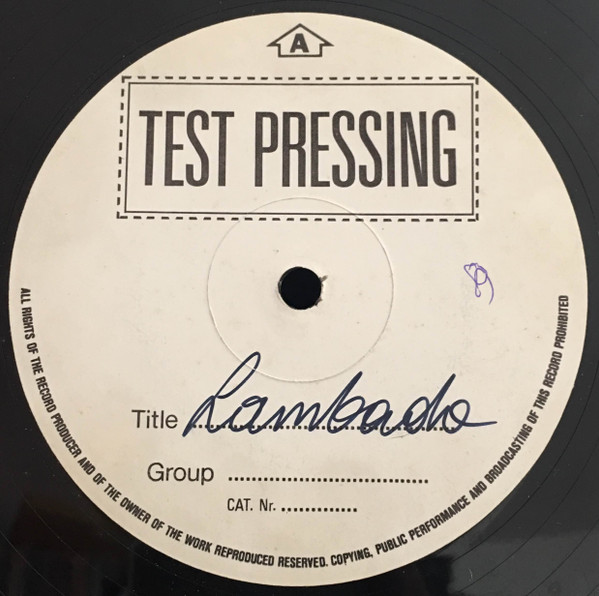 A
TEST PRESSING
Title Lambada
Group
CAT. Nr.
ALL RIGHTS OF THE RECORD PRODUCER AND OF THE OWNER OF THE WORK REPRODUCED RESERVED. COPYING, PUBLIC PERFORMANCE AND BROADCASTING OF THIS RECORD PROHIBITED